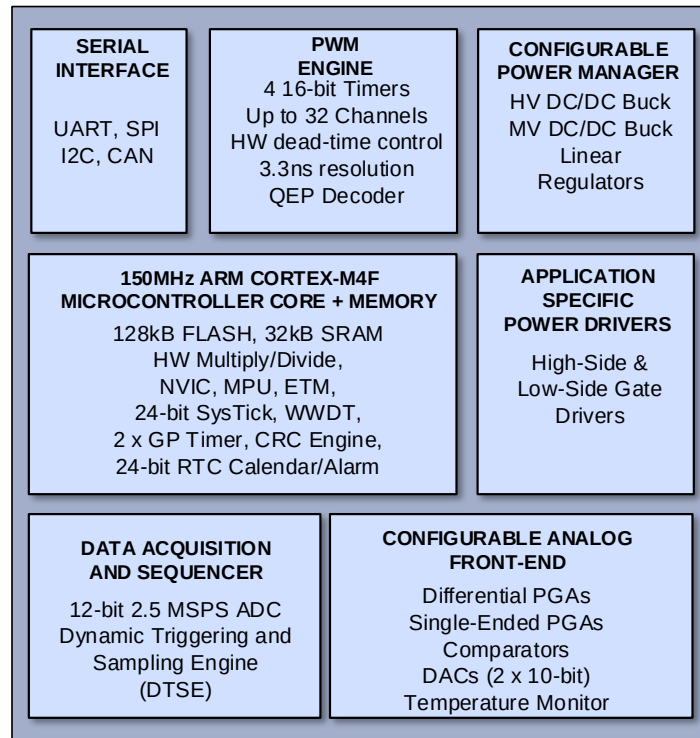 SERIAL
INTERFACE
UART, SPI
I2C, CAN
PWM
ENGINE
4 16-bit Timers
Up to 32 Channels
HW dead-time control
3.3ns resolution
QEP Decoder
CONFIGURABLE
POWER MANAGER
HV DC/DC Buck
MV DC/DC Buck
Linear
Regulators
150MHz ARM CORTEX-M4F
MICROCONTROLLER CORE + MEMORY
128kB FLASH, 32kB SRAM
HW Multiply/Divide,
NVIC, MPU, ETM,
24-bit SysTick, WWDT,
2 x GP Timer, CRC Engine,
24-bit RTC Calendar/Alarm
APPLICATION
SPECIFIC
POWER DRIVERS
High-Side &
Low-Side Gate
Drivers
DATA ACQUISITION
AND SEQUENCER
12-bit 2.5 MSPS ADC
Dynamic Triggering and
Sampling Engine
(DTSE)
CONFIGURABLE ANALOG
FRONT-END
Differential PGAs
Single-Ended PGAs
Comparators
DACs (2 x 10-bit)
Temperature Monitor